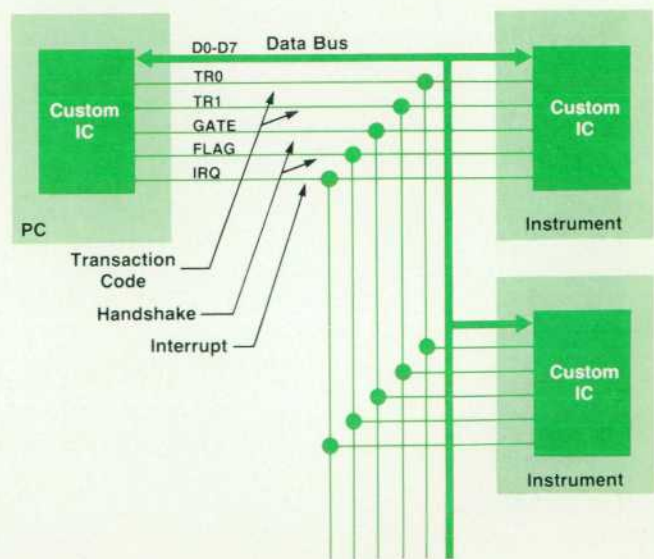 D0-D7 Data Bus
TR0
TR1
GATE
FLAG
IRQ
Custom
IC
PC
Custom
IC
Instrument
Transaction
Code
Handshake
Interrupt
Custom
IC
Instrument